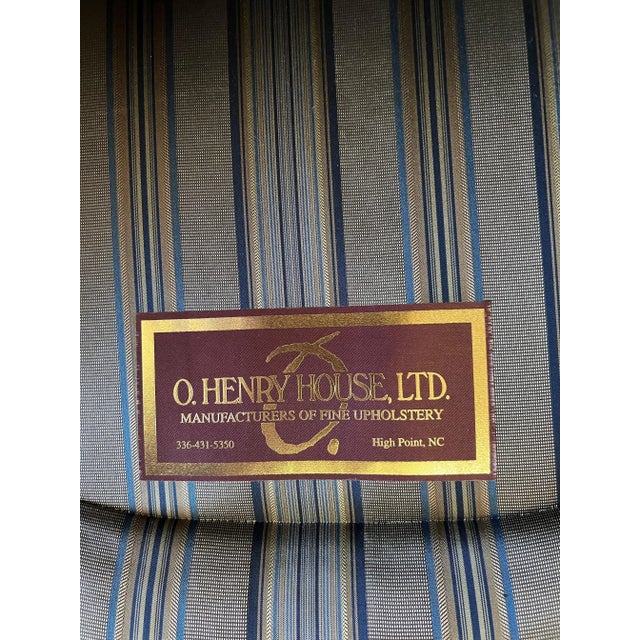 O. HENRY HOUSE, LTD.
MANUFACTURERS OF FINE UPHOLSTERY
336-431-5350 High Point, NC